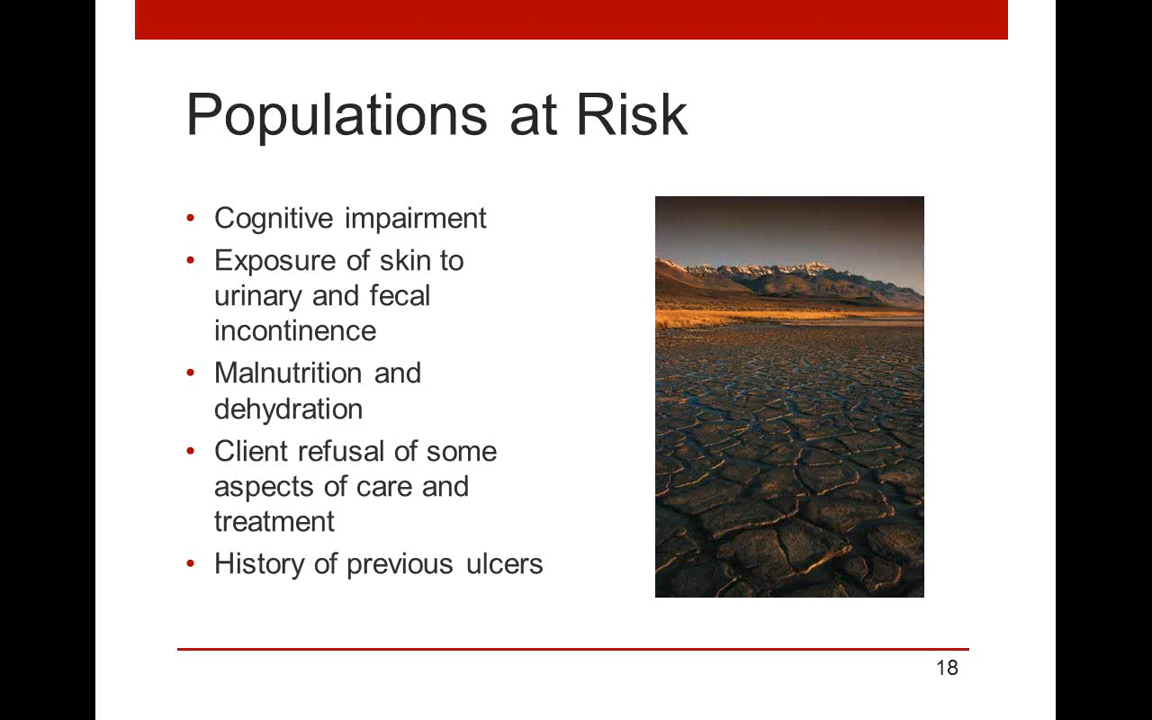 Populations at Risk
• Cognitive impairment
• Exposure of skin to
urinary and fecal
incontinence
• Malnutrition and
dehydration
• Client refusal of some
aspects of care and
treatment
• History of previous ulcers
18